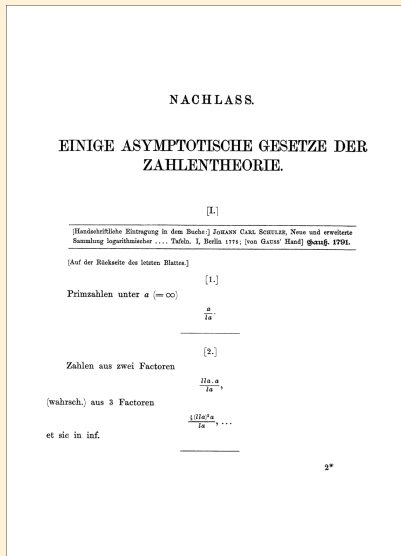 NACHLASS.
EINIGE ASYMPTOTISCHE GESETZE DER
ZAHLENTHEORIE.
[I.]
[Handschriftliche Eintragung in dem Buche:] JOHANN CARL SCHULZE, Neue und erweiterte
Sammlung logarithmischer .... Tafeln. I, Berlin 1778; [von GAUSS' Hand] Gauß. 1791.
[Auf der Rückseite des letzten Blattes.]
[1.]
Primzahlen unter a (= ∞)
a/la.
[2.]
Zahlen aus zwei Factoren
lla.a/la,
(wahrsch.) aus 3 Factoren
½(lla)²a/la, ...
et sic in inf.
2*